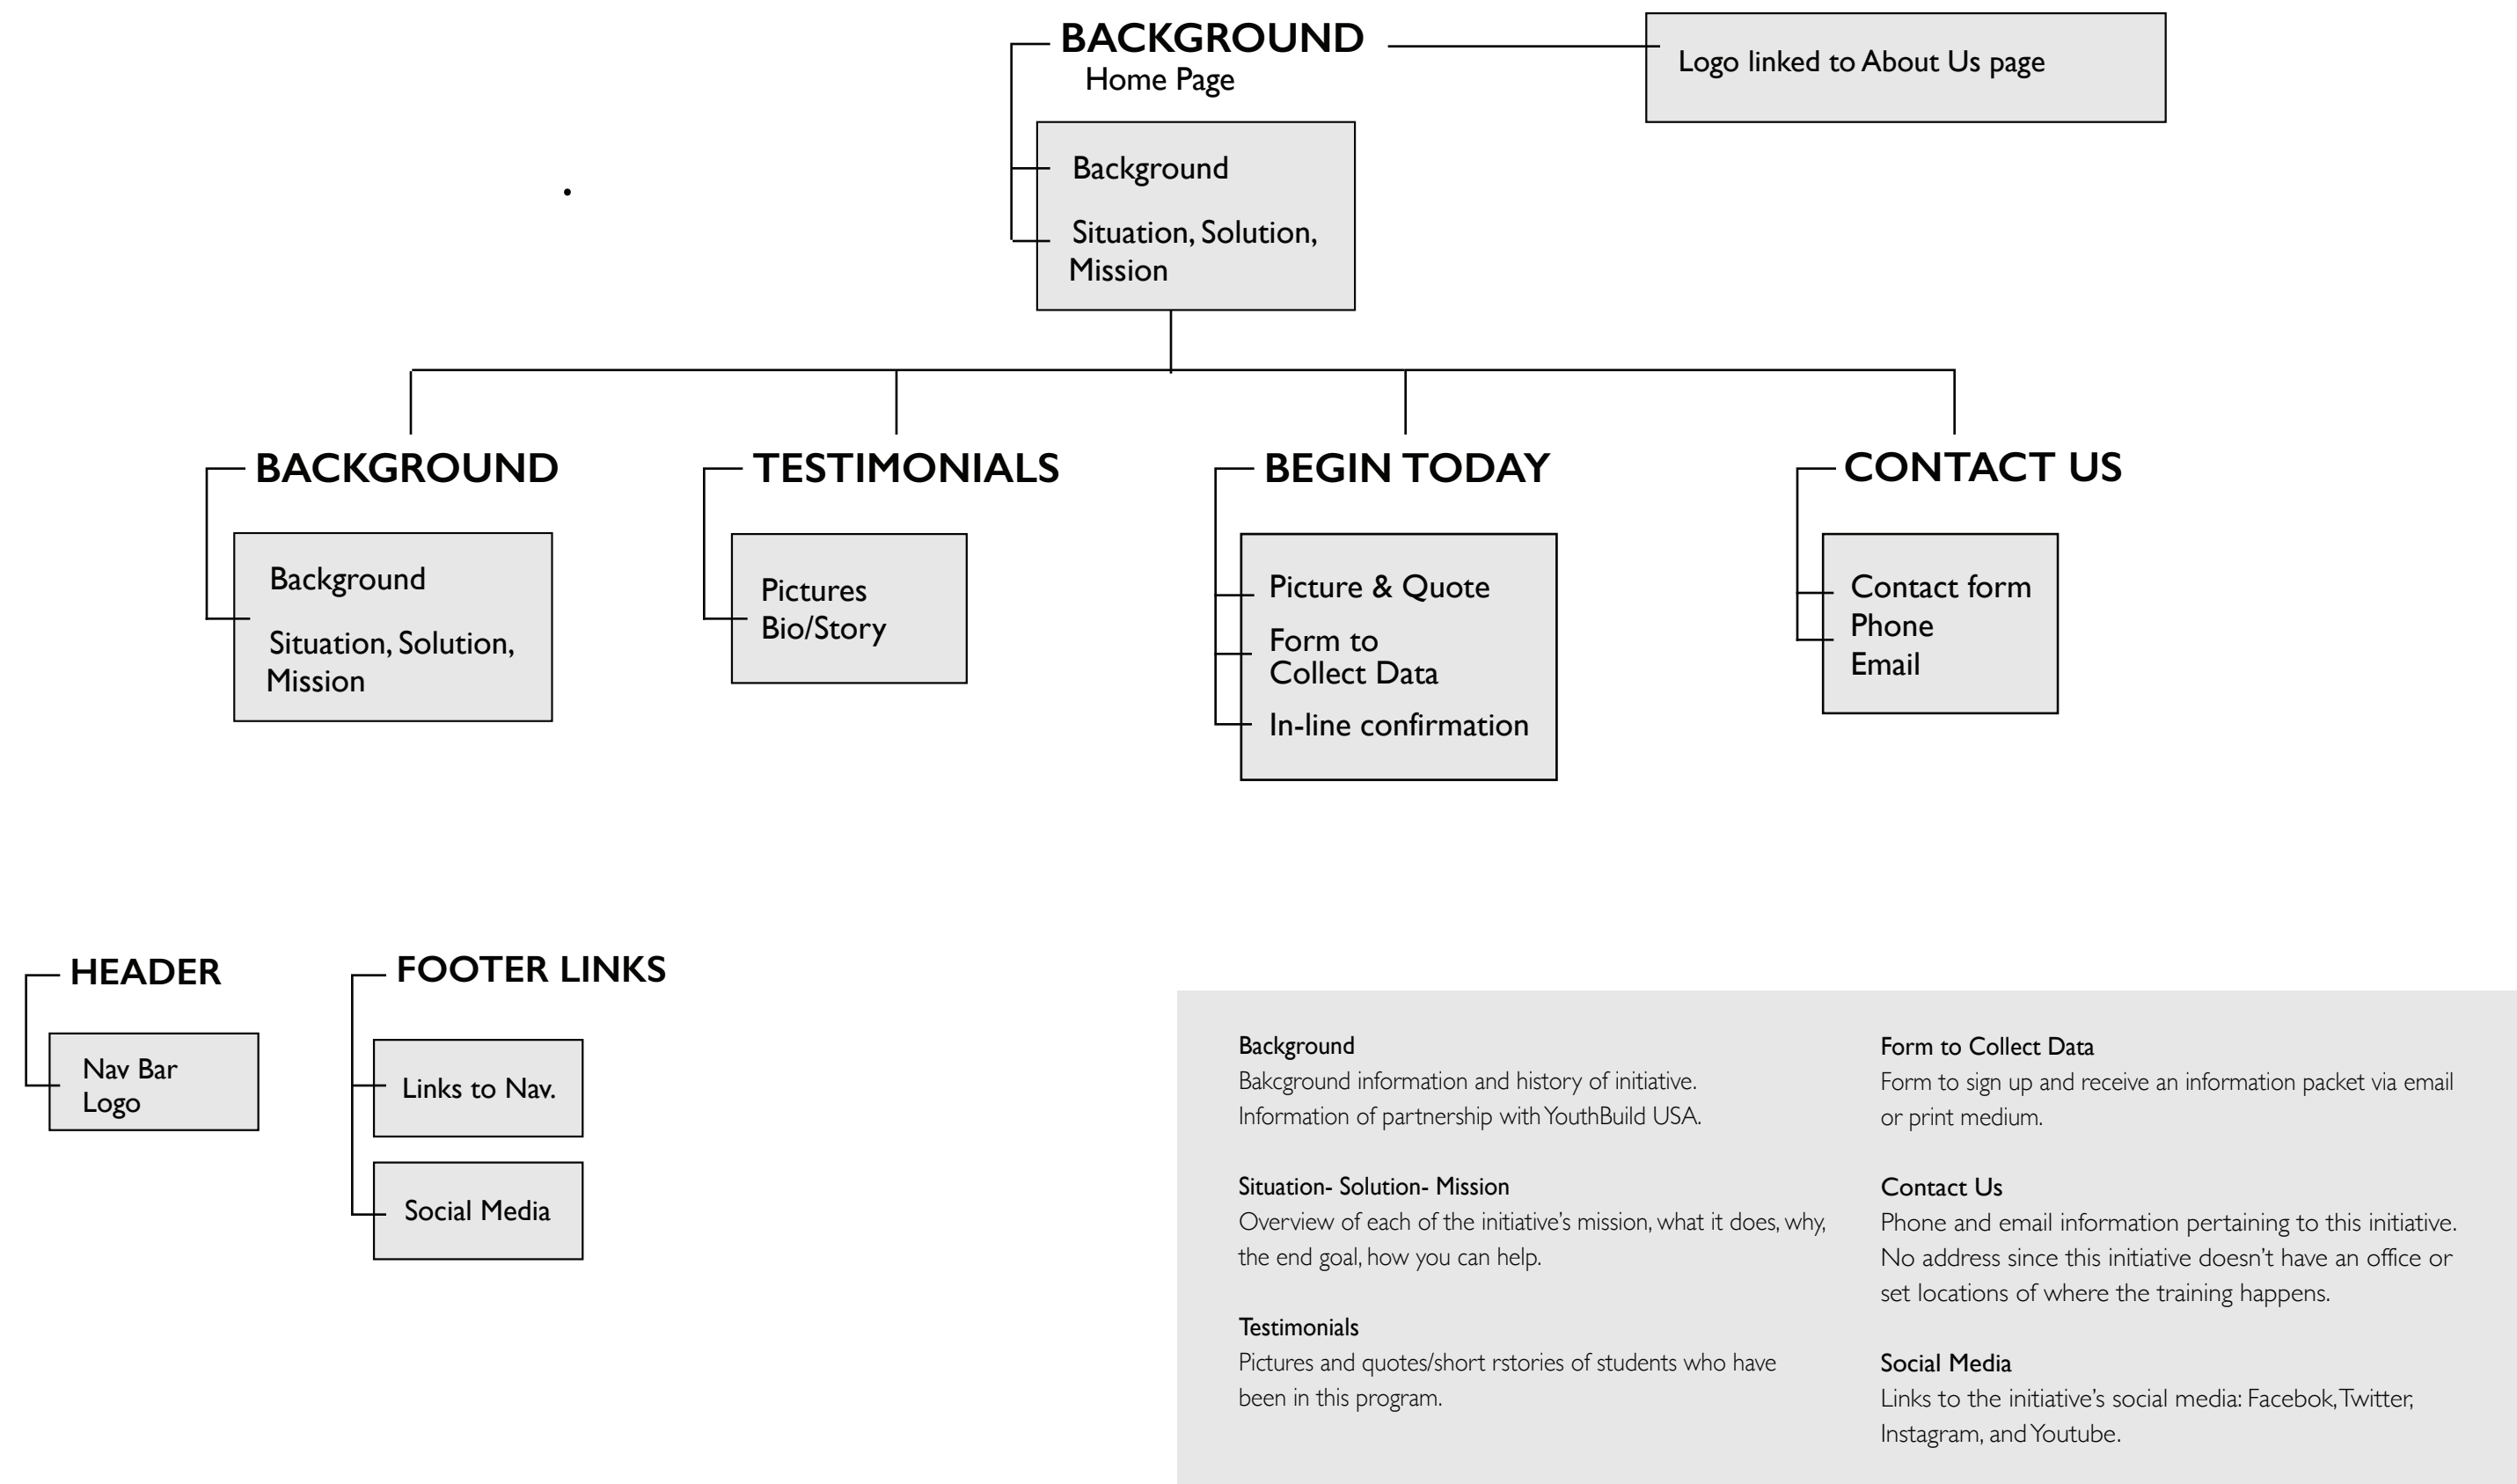 BACKGROUND
Home Page
Logo linked to About Us page
Background
Situation, Solution,
Mission
BACKGROUND
Background
Situation, Solution,
Mission
TESTIMONIALS
Pictures
Bio/Story
BEGIN TODAY
Picture & Quote
Form to
Collect Data
In-line confirmation
CONTACT US
Contact form
Phone
Email
HEADER
Nav Bar
Logo
FOOTER LINKS
Links to Nav.
Social Media
Background
Bakcground information and history of initiative.
Information of partnership with YouthBuild USA.
Situation- Solution- Mission
Overview of each of the initiative's mission, what it does, why,
the end goal, how you can help.
Testimonials
Pictures and quotes/short rstories of students who have
been in this program.
Form to Collect Data
Form to sign up and receive an information packet via email
or print medium.
Contact Us
Phone and email information pertaining to this initiative.
No address since this initiative doesn't have an office or
set locations of where the training happens.
Social Media
Links to the initiative's social media: Facebok, Twitter,
Instagram, and Youtube.